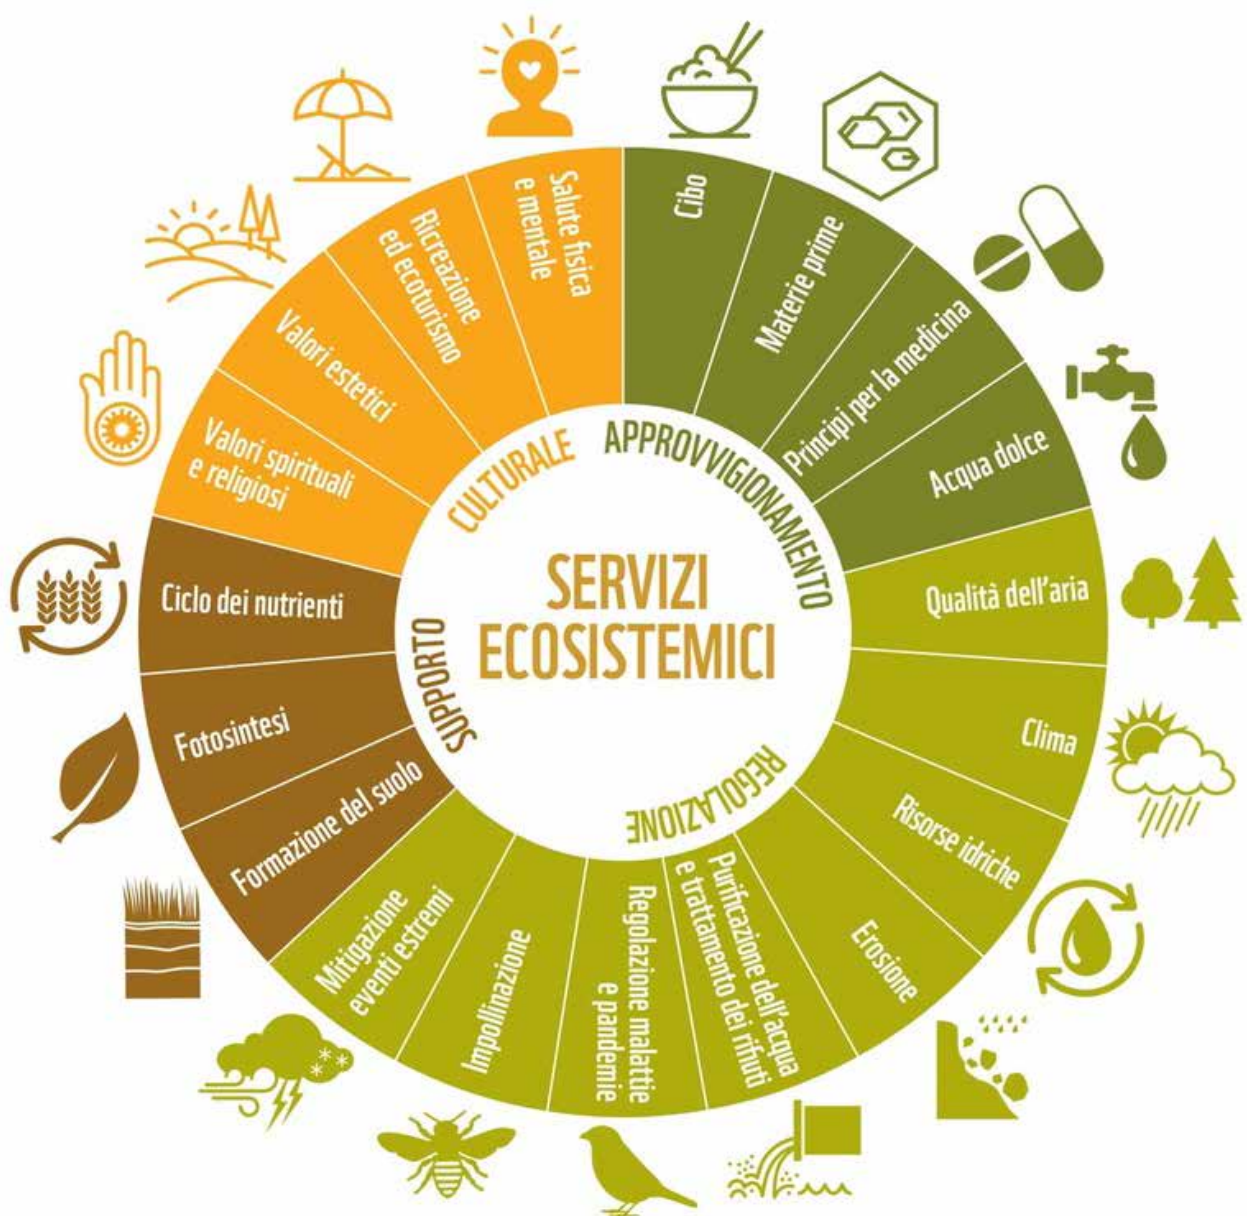 SERVIZI
ECOSISTEMICI
APPROVVIGIONAMENTO
Cibo
Materie prime
Principi per la medicina
Acqua dolce
REGOLAZIONE
Qualità dell'aria
Clima
Risorse idriche
Erosione
Purificazione dell'acqua
e trattamento dei rifiuti
Regolazione malattie
e pandemie
Impollinazione
Mitigazione
eventi estremi
SUPPORTO
Formazione del suolo
Fotosintesi
Ciclo dei nutrienti
CULTURALE
Valori spirituali
e religiosi
Valori estetici
Ricreazione
ed ecoturismo
Salute fisica
e mentale